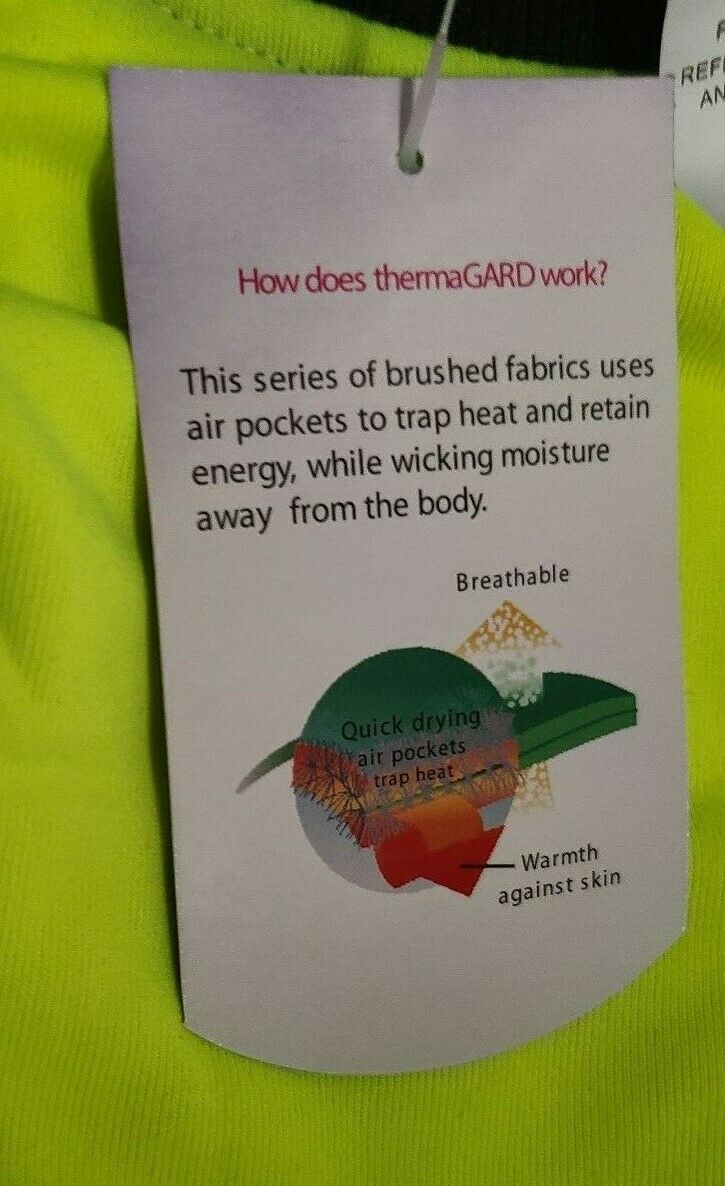 How does thermaGARD work?
This series of brushed fabrics uses
air pockets to trap heat and retain
energy, while wicking moisture
away from the body.
Breathable
Quick drying
air pockets
trap heat
Warmth
against skin